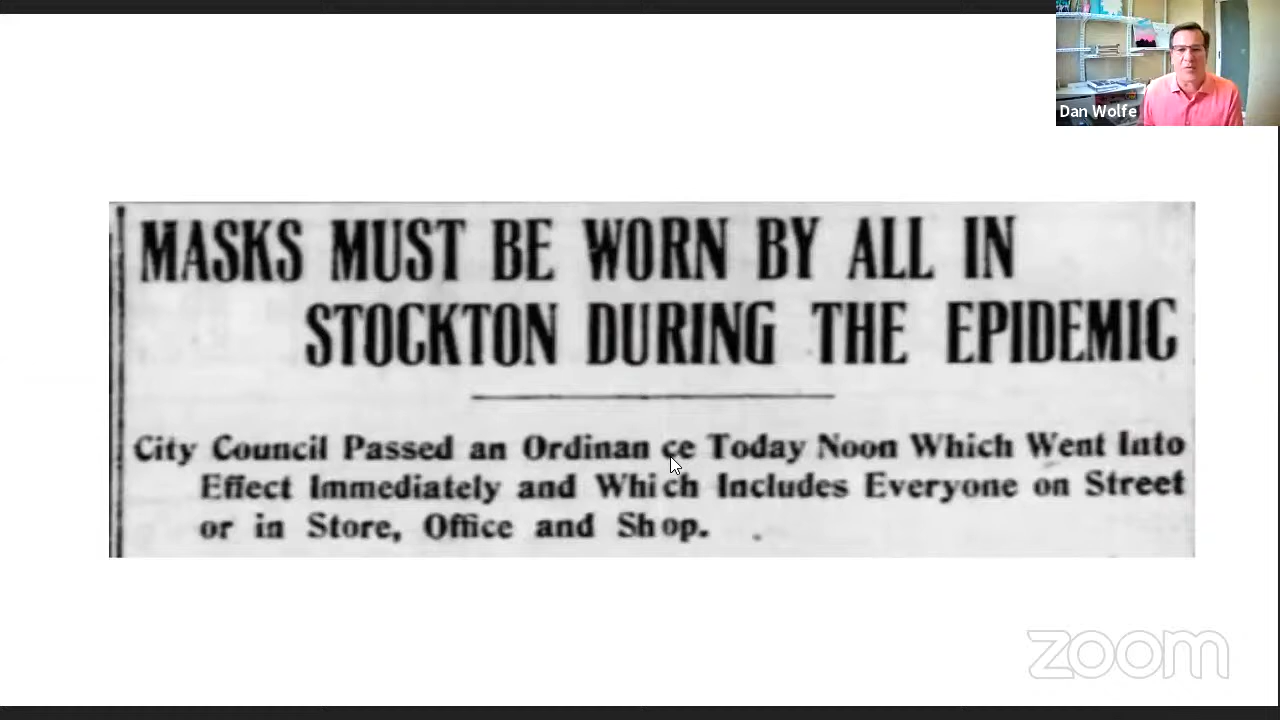 Dan Wolfe
MASKS MUST BE WORN BY ALL IN
STOCKTON DURING THE EPIDEMIC
City Council Passed an Ordinan ce Today Noon Which Went Into
Effect Immediately and Which Includes Everyone on Street
or in Store, Office and Shop.
zoom